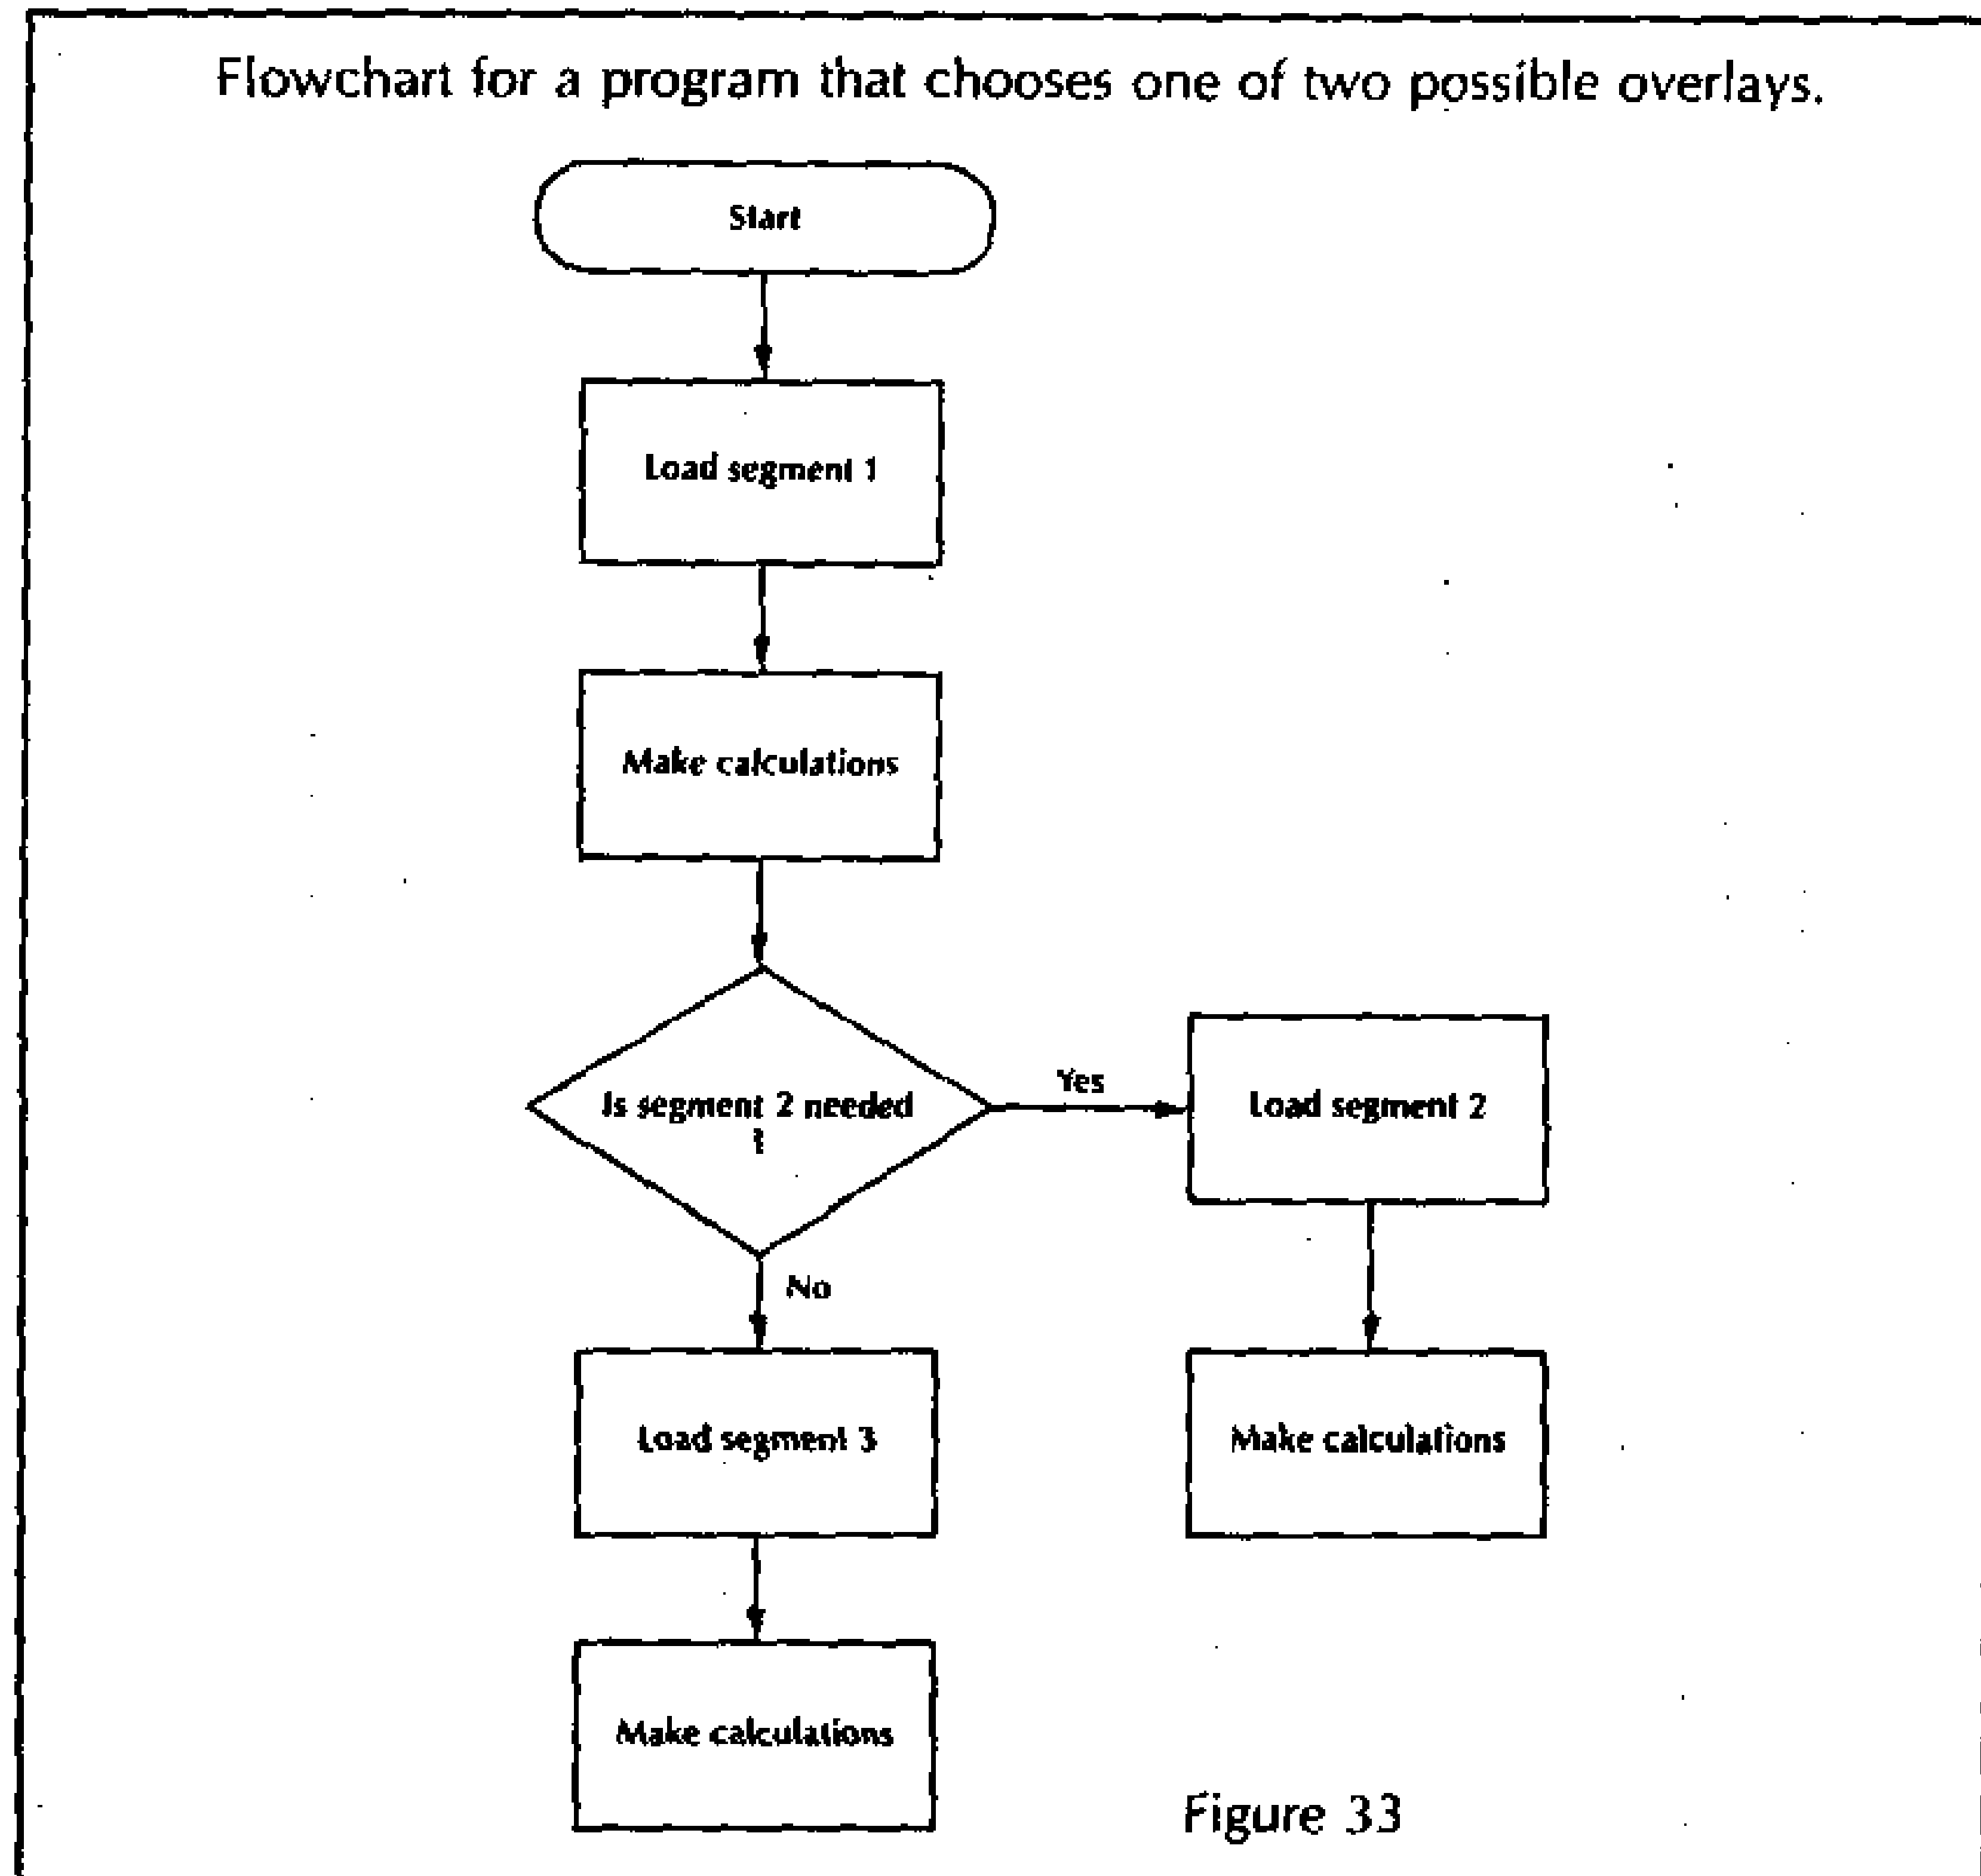 Flowchart for a program that chooses one of two possible overlays.
Start
Load segment 1
Make calculations
Is segment 2 needed
?
Yes
Load segment 2
Make calculations
No
Load segment 3
Make calculations
Figure 33